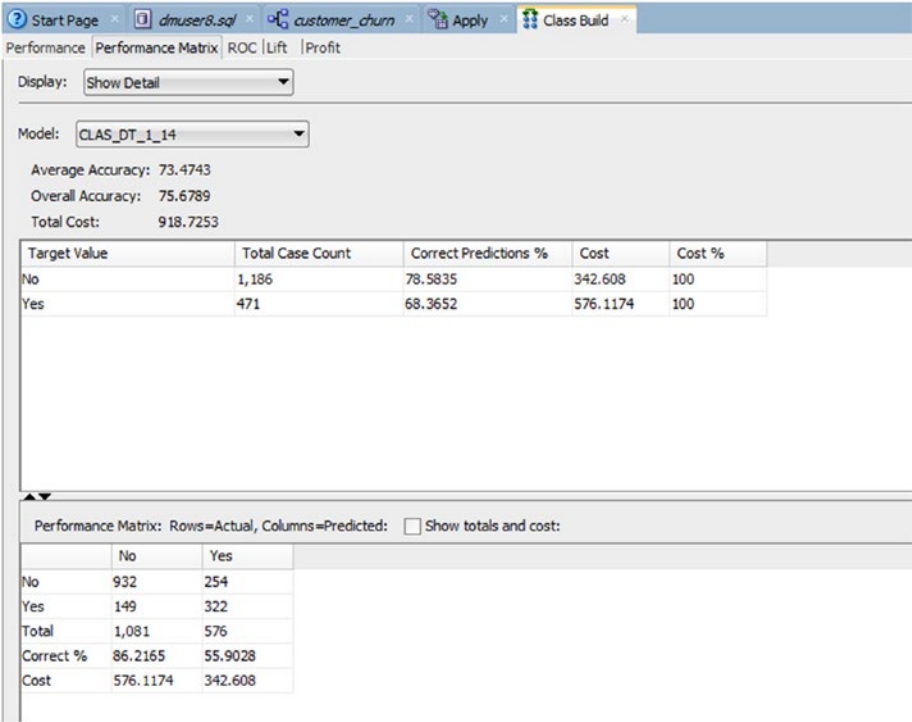 Start Page dmuser8.sql customer_churn Apply Class Build
Performance Performance Matrix ROC Lift Profit
Display: Show Detail
Model: CLAS_DT_1_14
Average Accuracy: 73.4743
Overall Accuracy: 75.6789
Total Cost: 918.7253
Target Value Total Case Count Correct Predictions % Cost Cost %
No 1,186 78.5835 342.608 100
Yes 471 68.3652 576.1174 100
Performance Matrix: Rows=Actual, Columns=Predicted: Show totals and cost:
No Yes
No 932 254
Yes 149 322
Total 1,081 576
Correct % 86.2165 55.9028
Cost 576.1174 342.608